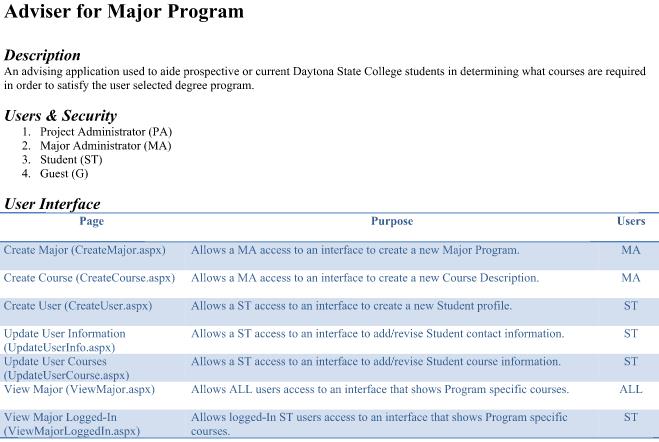 Adviser for Major Program
Description
An advising application used to aide prospective or current Daytona State College students in determining what courses are required
in order to satisfy the user selected degree program.
Users & Security
1. Project Administrator (PA)
2. Major Administrator (MA)
3. Student (ST)
4. Guest (G)
User Interface
Page Purpose Users
Create Major (CreateMajor.aspx) Allows a MA access to an interface to create a new Major Program. MA
Create Course (CreateCourse.aspx) Allows a MA access to an interface to create a new Course Description. MA
Create User (CreateUser.aspx) Allows a ST access to an interface to create a new Student profile. ST
Update User Information Allows a ST access to an interface to add/revise Student contact information. ST
(UpdateUserInfo.aspx)
Update User Courses Allows a ST access to an interface to add/revise Student course information. ST
(UpdateUserCourse.aspx)
View Major (ViewMajor.aspx) Allows ALL users access to an interface that shows Program specific courses. ALL
View Major Logged-In Allows logged-In ST users access to an interface that shows Program specific ST
(ViewMajorLoggedIn.aspx) courses.